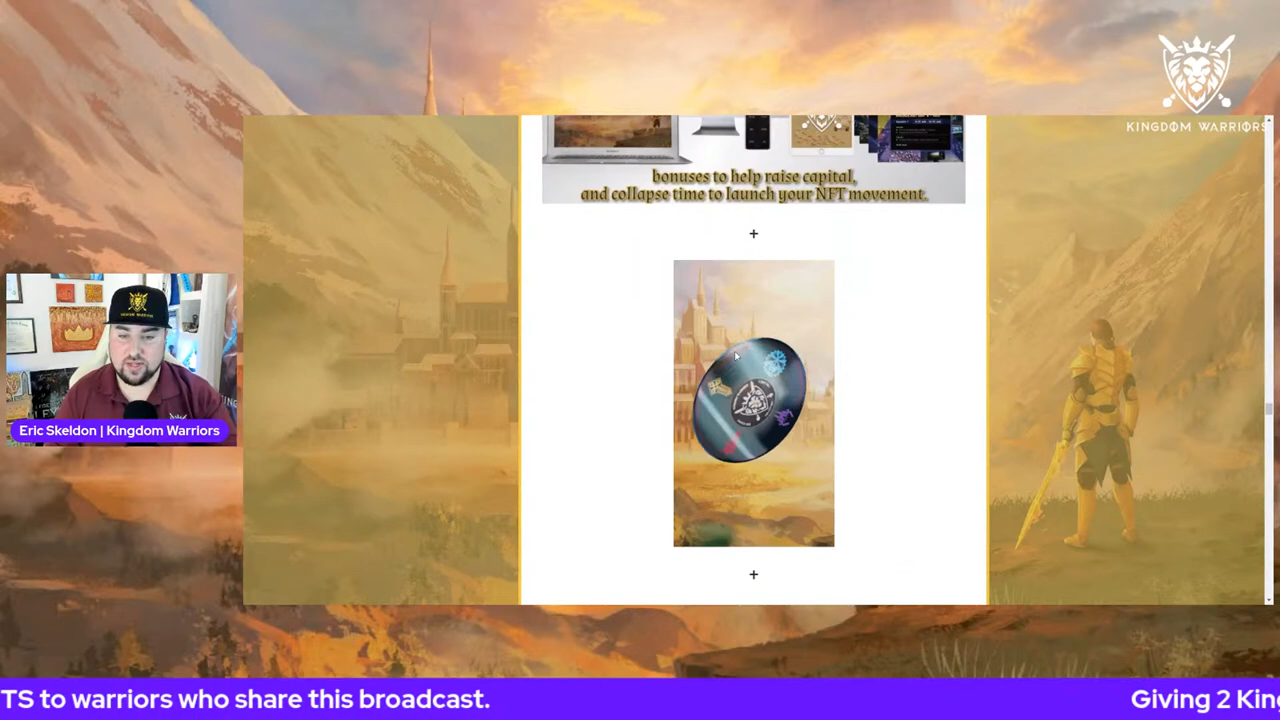 KINGDOM WARRIORS
bonuses to help raise capital,
and collapse time to launch your NFT movement.
+
+
Eric Skeldon | Kingdom Warriors
TS to warriors who share this broadcast.
Giving 2 King